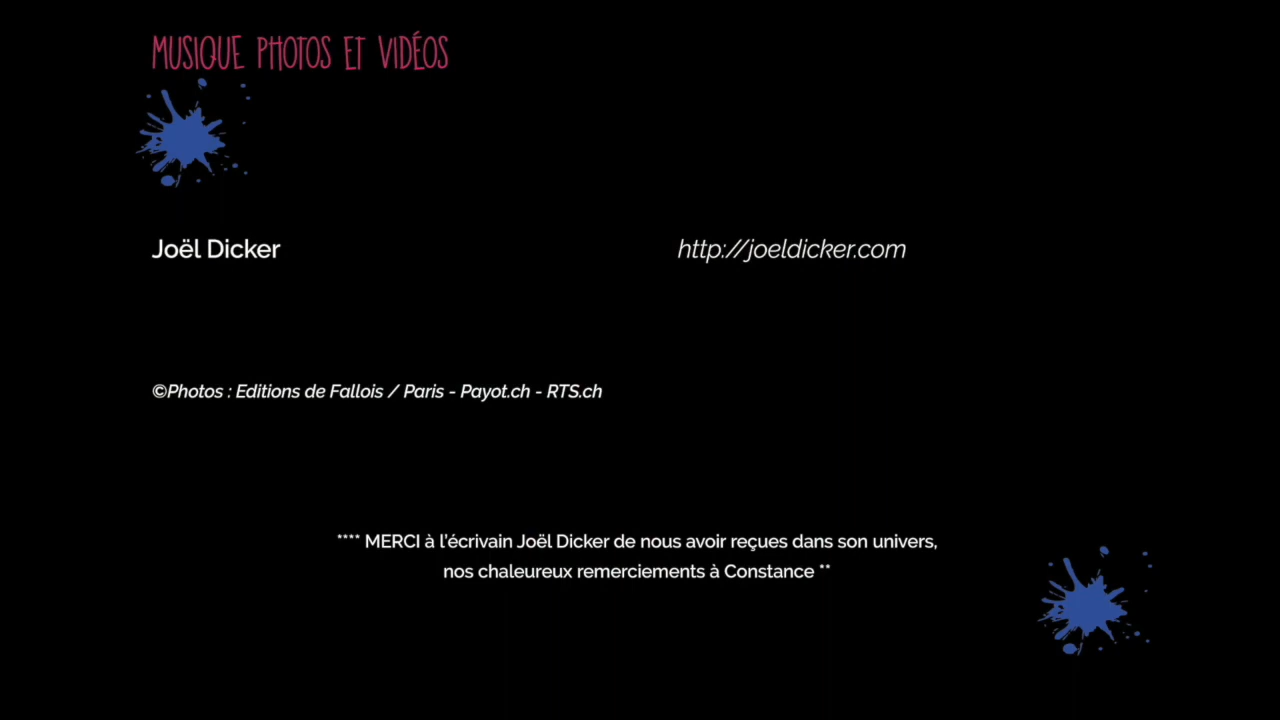 MUSIQUE PHOTOS ET VIDÉOS
Joël Dicker
http://joeldicker.com
©Photos : Editions de Fallois / Paris - Payot.ch - RTS.ch
**** MERCI à l'écrivain Joël Dicker de nous avoir reçues dans son univers,
nos chaleureux remerciements à Constance **